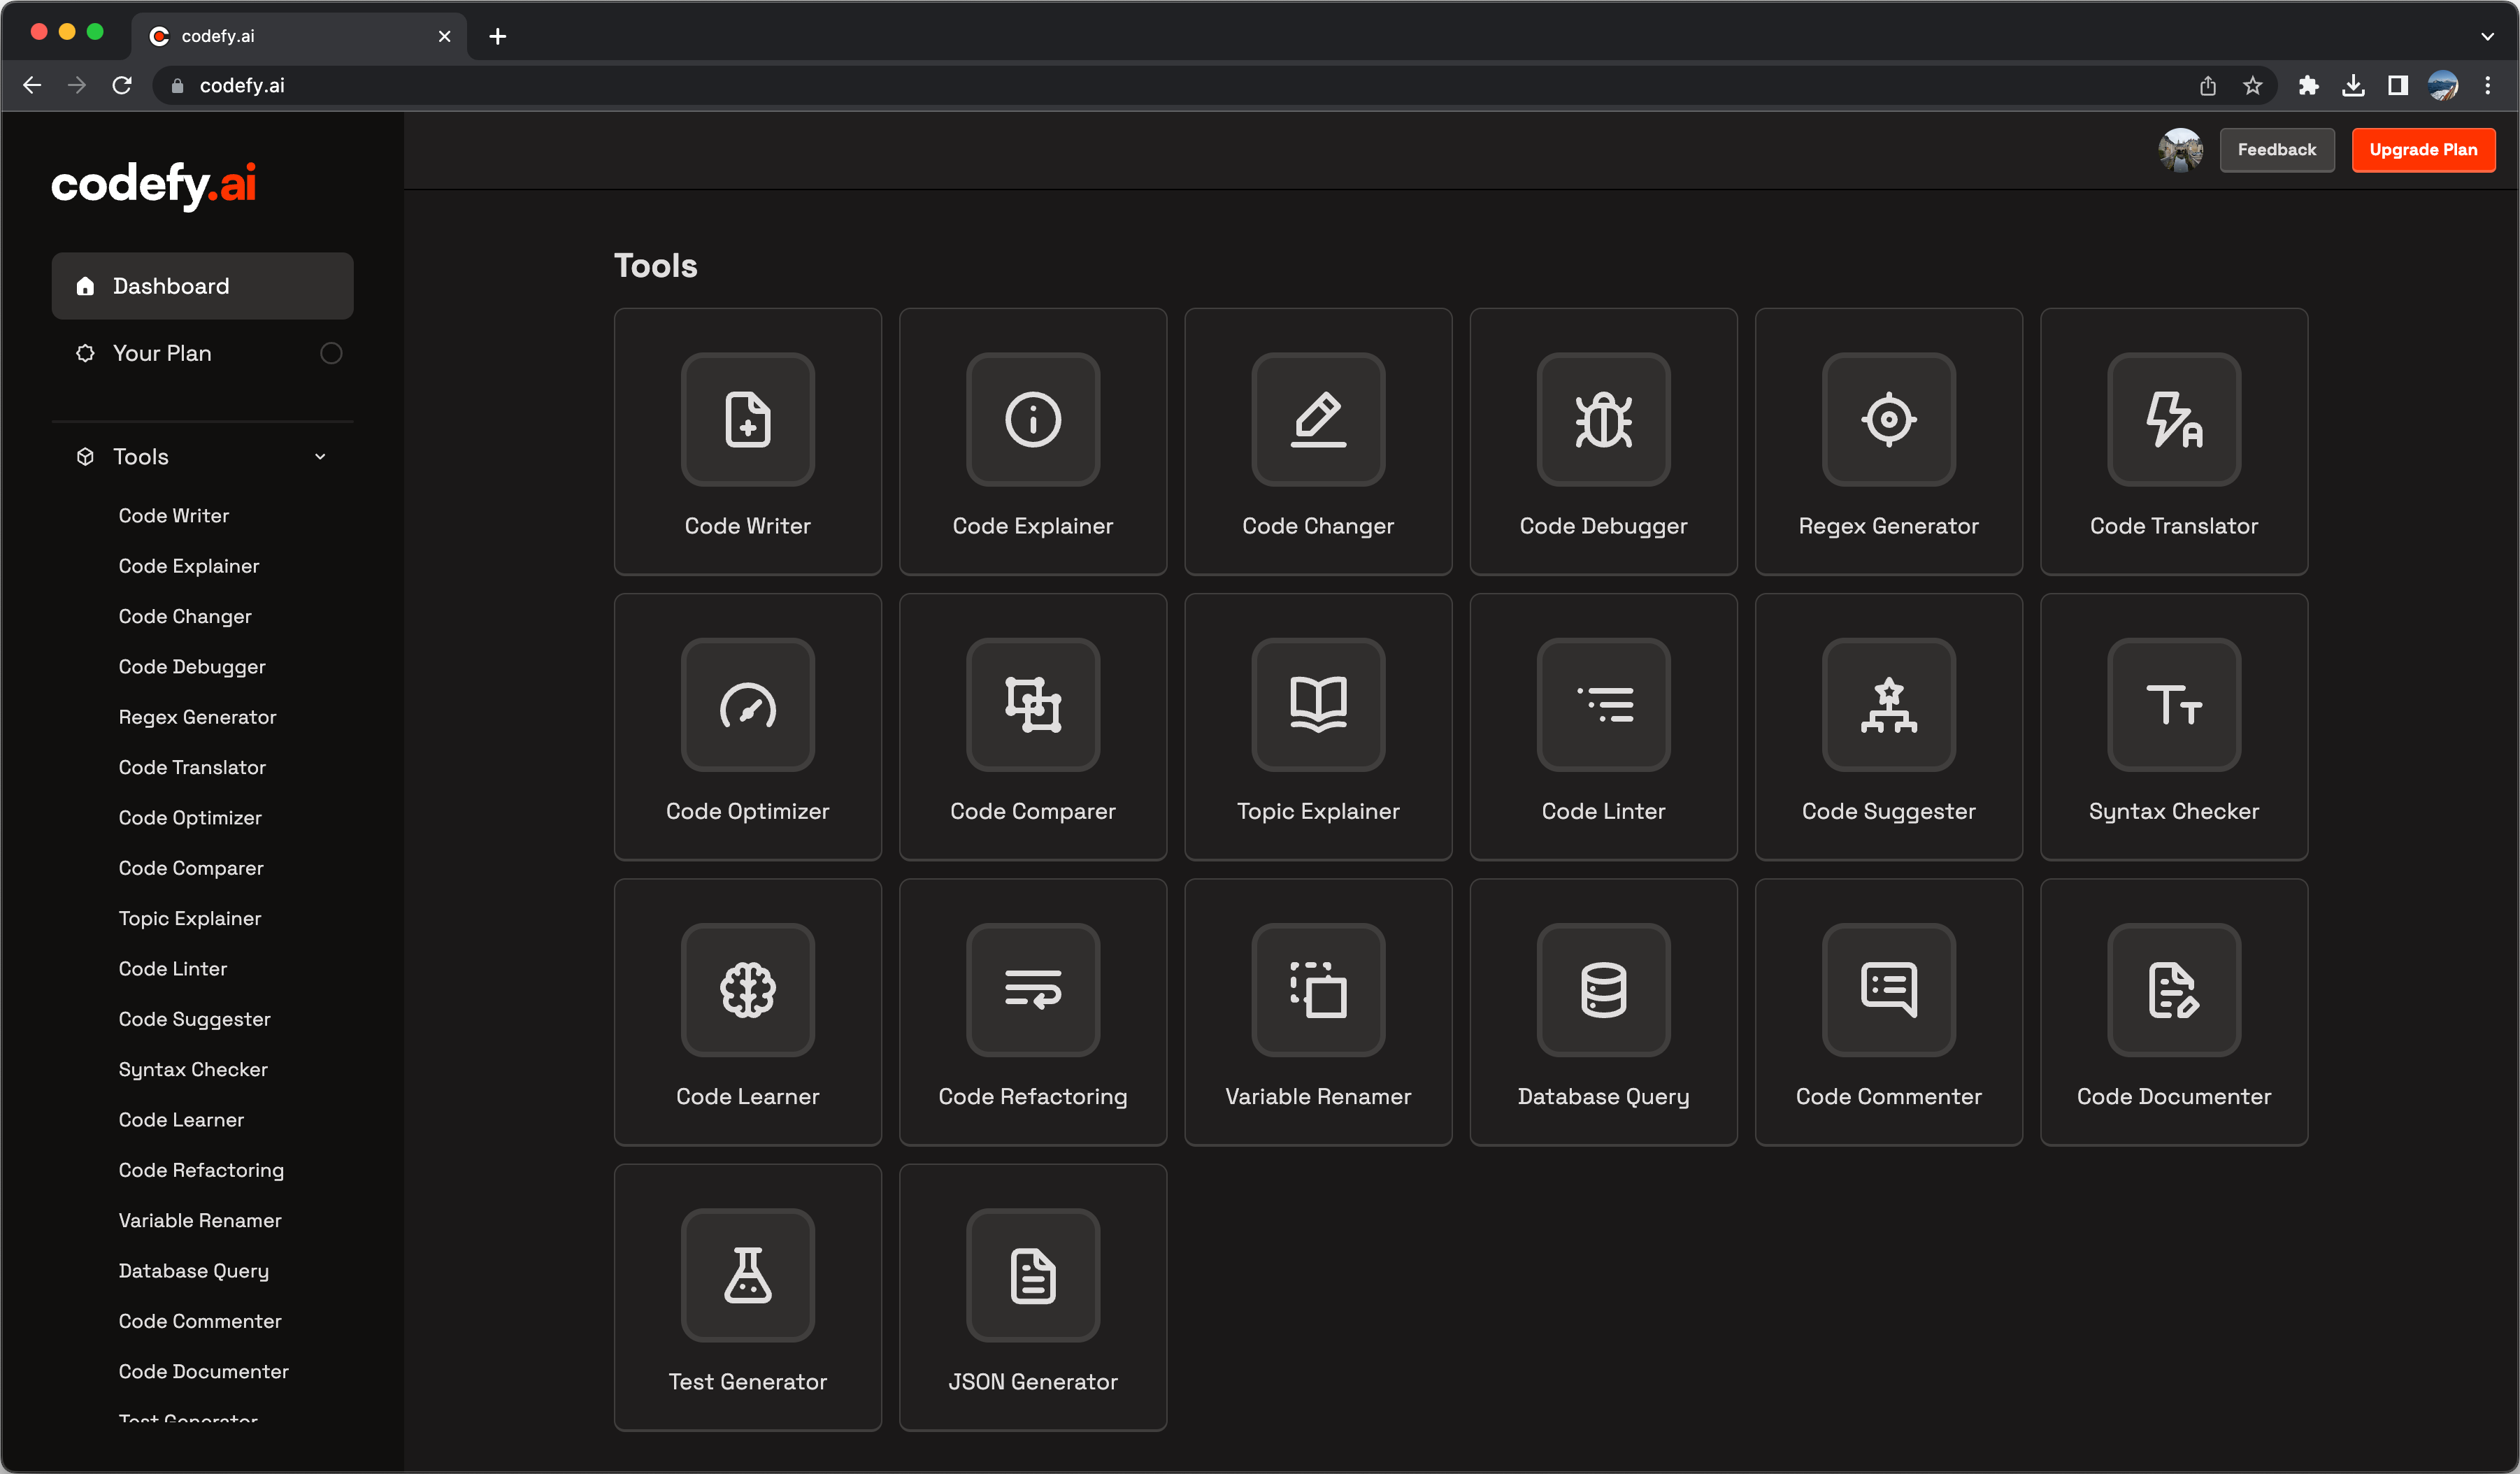 codefy.ai
codefy.ai
codefy.ai
Feedback
Upgrade Plan
Dashboard
Your Plan
Tools
Code Writer
Code Explainer
Code Changer
Code Debugger
Regex Generator
Code Translator
Code Optimizer
Code Comparer
Topic Explainer
Code Linter
Code Suggester
Syntax Checker
Code Learner
Code Refactoring
Variable Renamer
Database Query
Code Commenter
Code Documenter
Test Generator
Tools
Code Writer
Code Explainer
Code Changer
Code Debugger
Regex Generator
Code Translator
Code Optimizer
Code Comparer
Topic Explainer
Code Linter
Code Suggester
Syntax Checker
Code Learner
Code Refactoring
Variable Renamer
Database Query
Code Commenter
Code Documenter
Test Generator
JSON Generator